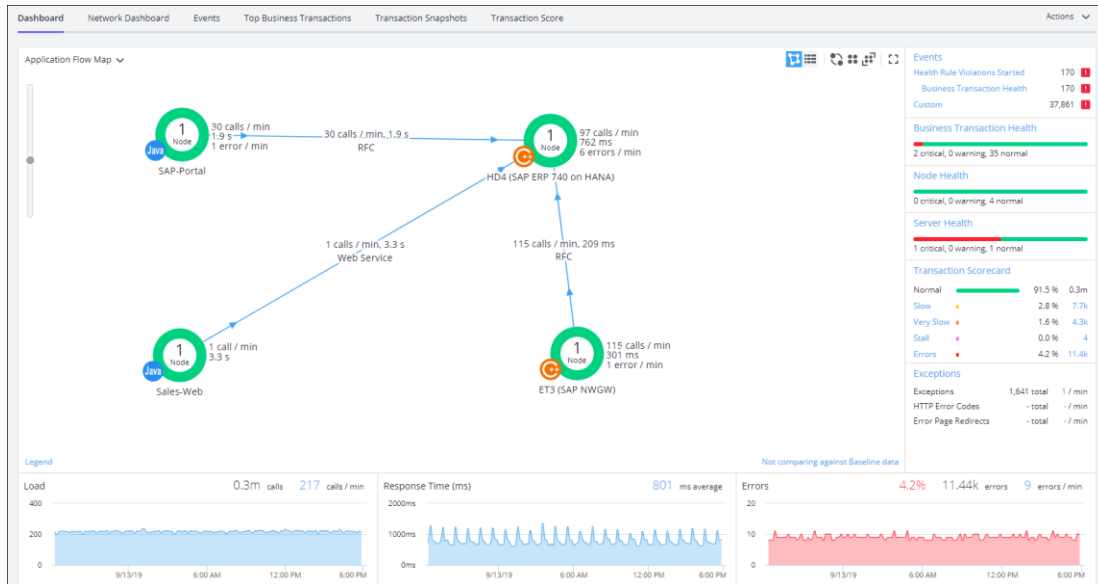 Dashboard Network Dashboard Events Top Business Transactions Transaction Snapshots Transaction Score Actions
Application Flow Map
1
Node
Java
30 calls / min
1.9 s
1 error / min
SAP-Portal
30 calls / min, 1.9 s
RFC
1
Node
97 calls / min
762 ms
6 errors / min
HD4 (SAP ERP 740 on HANA)
1 calls / min, 3.3 s
Web Service
115 calls / min, 209 ms
RFC
1
Node
Java
1 call / min
3.3 s
Sales-Web
1
Node
115 calls / min
301 ms
1 error / min
ET3 (SAP NWGW)
Legend
Not comparing against Baseline data
Events
Health Rule Violations Started 170 !
Business Transaction Health 170 !
Custom 37,861 !
Business Transaction Health
2 critical, 0 warning, 35 normal
Node Health
0 critical, 0 warning, 4 normal
Server Health
1 critical, 0 warning, 1 normal
Transaction Scorecard
Normal 91.5 % 0.3m
Slow 2.8 % 7.7k
Very Slow 1.6 % 4.3k
Stall 0.0 % 4
Errors 4.2 % 11.4k
Exceptions
Exceptions 1,641 total 1 / min
HTTP Error Codes - total - / min
Error Page Redirects - total - / min
Load 0.3m calls 217 calls / min
400
200
0
9/13/19 6:00 AM 12:00 PM 6:00 PM
Response Time (ms) 801 ms average
2000ms
1000ms
0ms
9/13/19 6:00 AM 12:00 PM 6:00 PM
Errors 4.2% 11.44k errors 9 errors / min
20
10
0
9/13/19 6:00 AM 12:00 PM 6:00 PM